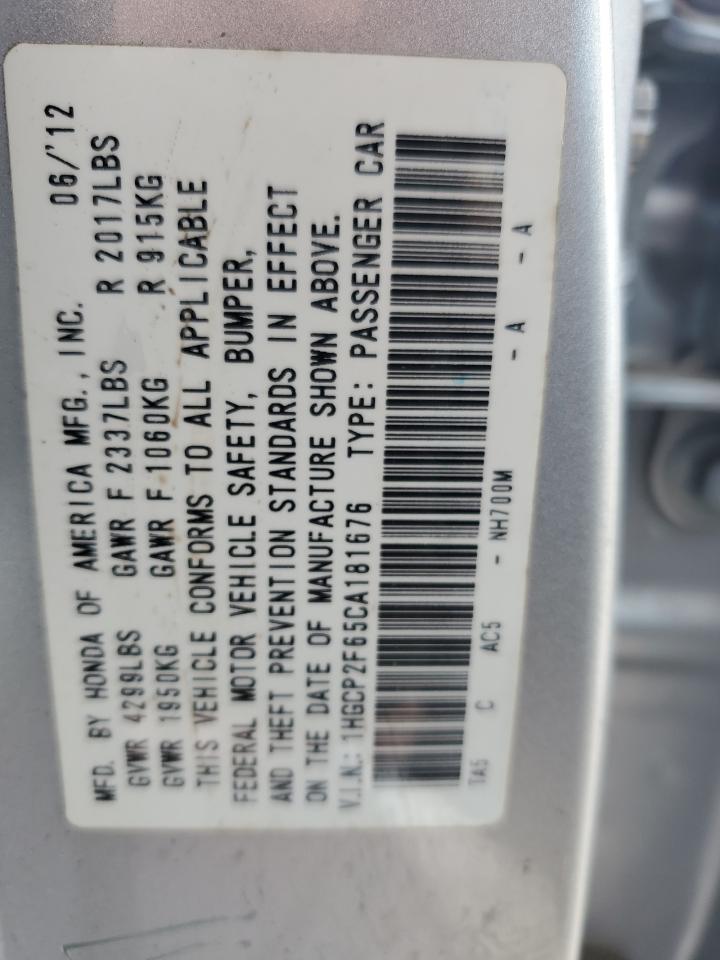 MFD. BY HONDA OF AMERICA MFG., INC. 06/'12
GVWR 4299LBS GAWR F 2337LBS R 2017LBS
GVWR 1950KG GAWR F 1060KG R 915KG
THIS VEHICLE CONFORMS TO ALL APPLICABLE
FEDERAL MOTOR VEHICLE SAFETY, BUMPER,
AND THEFT PREVENTION STANDARDS IN EFFECT
ON THE DATE OF MANUFACTURE SHOWN ABOVE.
V.I.N.: 1HGCP2F65CA181676 TYPE: PASSENGER CAR
TA5 C AC5 - NH700M - A - A